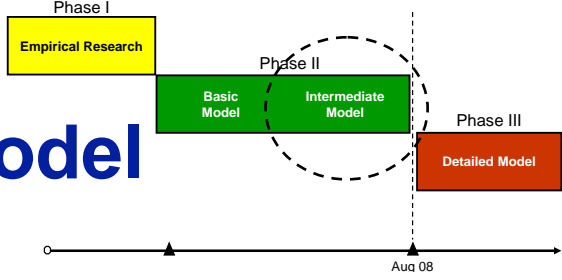 Phase I
Empirical Research
Phase II
Basic
Model
Intermediate
Model
Phase III
Detailed Model
odel
Aug 08